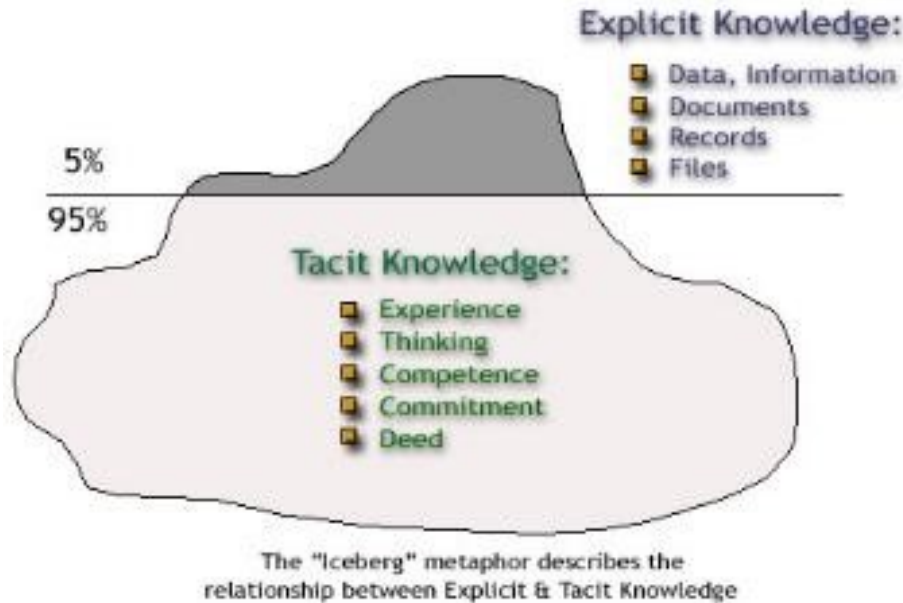 Explicit Knowledge:
Data, Information
Documents
Records
Files
5%
95%
Tacit Knowledge:
Experience
Thinking
Competence
Commitment
Deed
The "Iceberg" metaphor describes the
relationship between Explicit & Tacit Knowledge